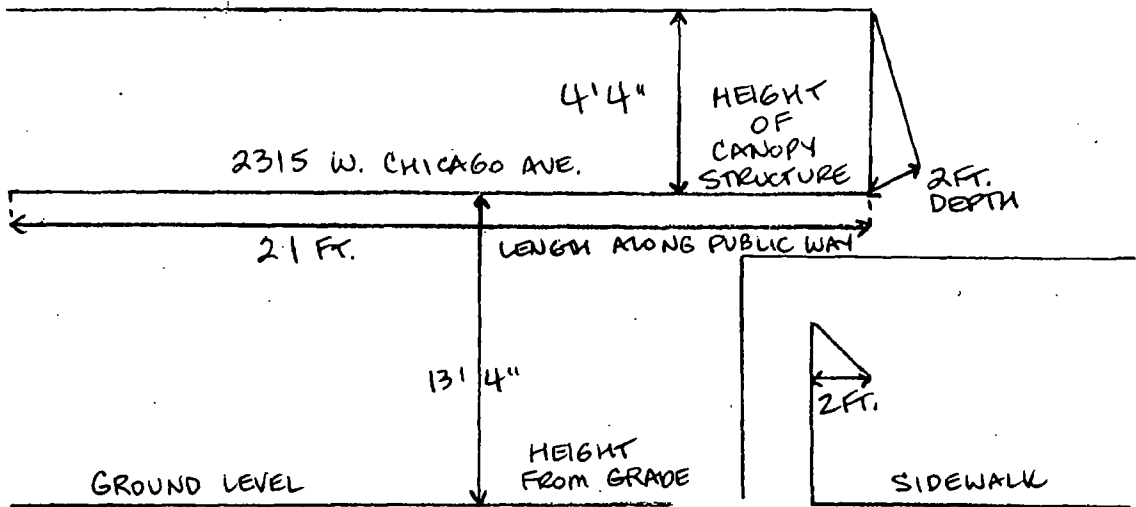 4'4"
HEIGHT
OF
CANOPY
STRUCTURE
2315 W. CHICAGO AVE.
2FT.
DEPTH
21 FT.
LENGTH ALONG PUBLIC WAY
13'4"
2FT.
HEIGHT
FROM GRADE
GROUND LEVEL
SIDEWALK